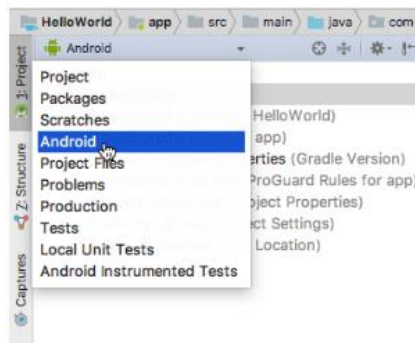 HelloWorld app src main java com
Android
1: Project
Project
Packages
Scratches
HelloWorld)
Android
app)
Project Files
erties (Gradle Version)
Problems
ProGuard Rules for app)
Production
ject Properties)
Tests
ct Settings)
Local Unit Tests
Location)
Android Instrumented Tests
Z: Structure
Captures